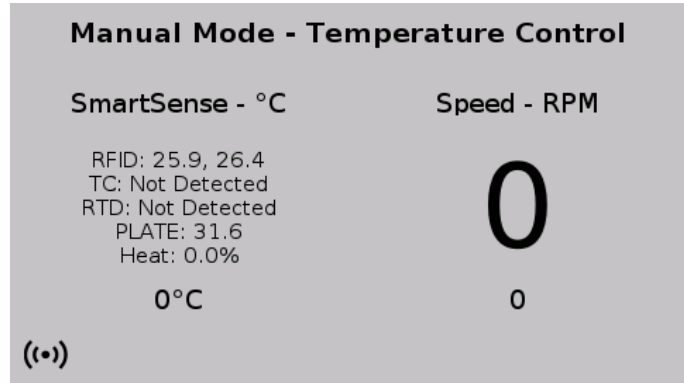 Manual Mode - Temperature Control
SmartSense - °C
RFID: 25.9, 26.4
TC: Not Detected
RTD: Not Detected
PLATE: 31.6
Heat: 0.0%
0°C
Speed - RPM
0
0